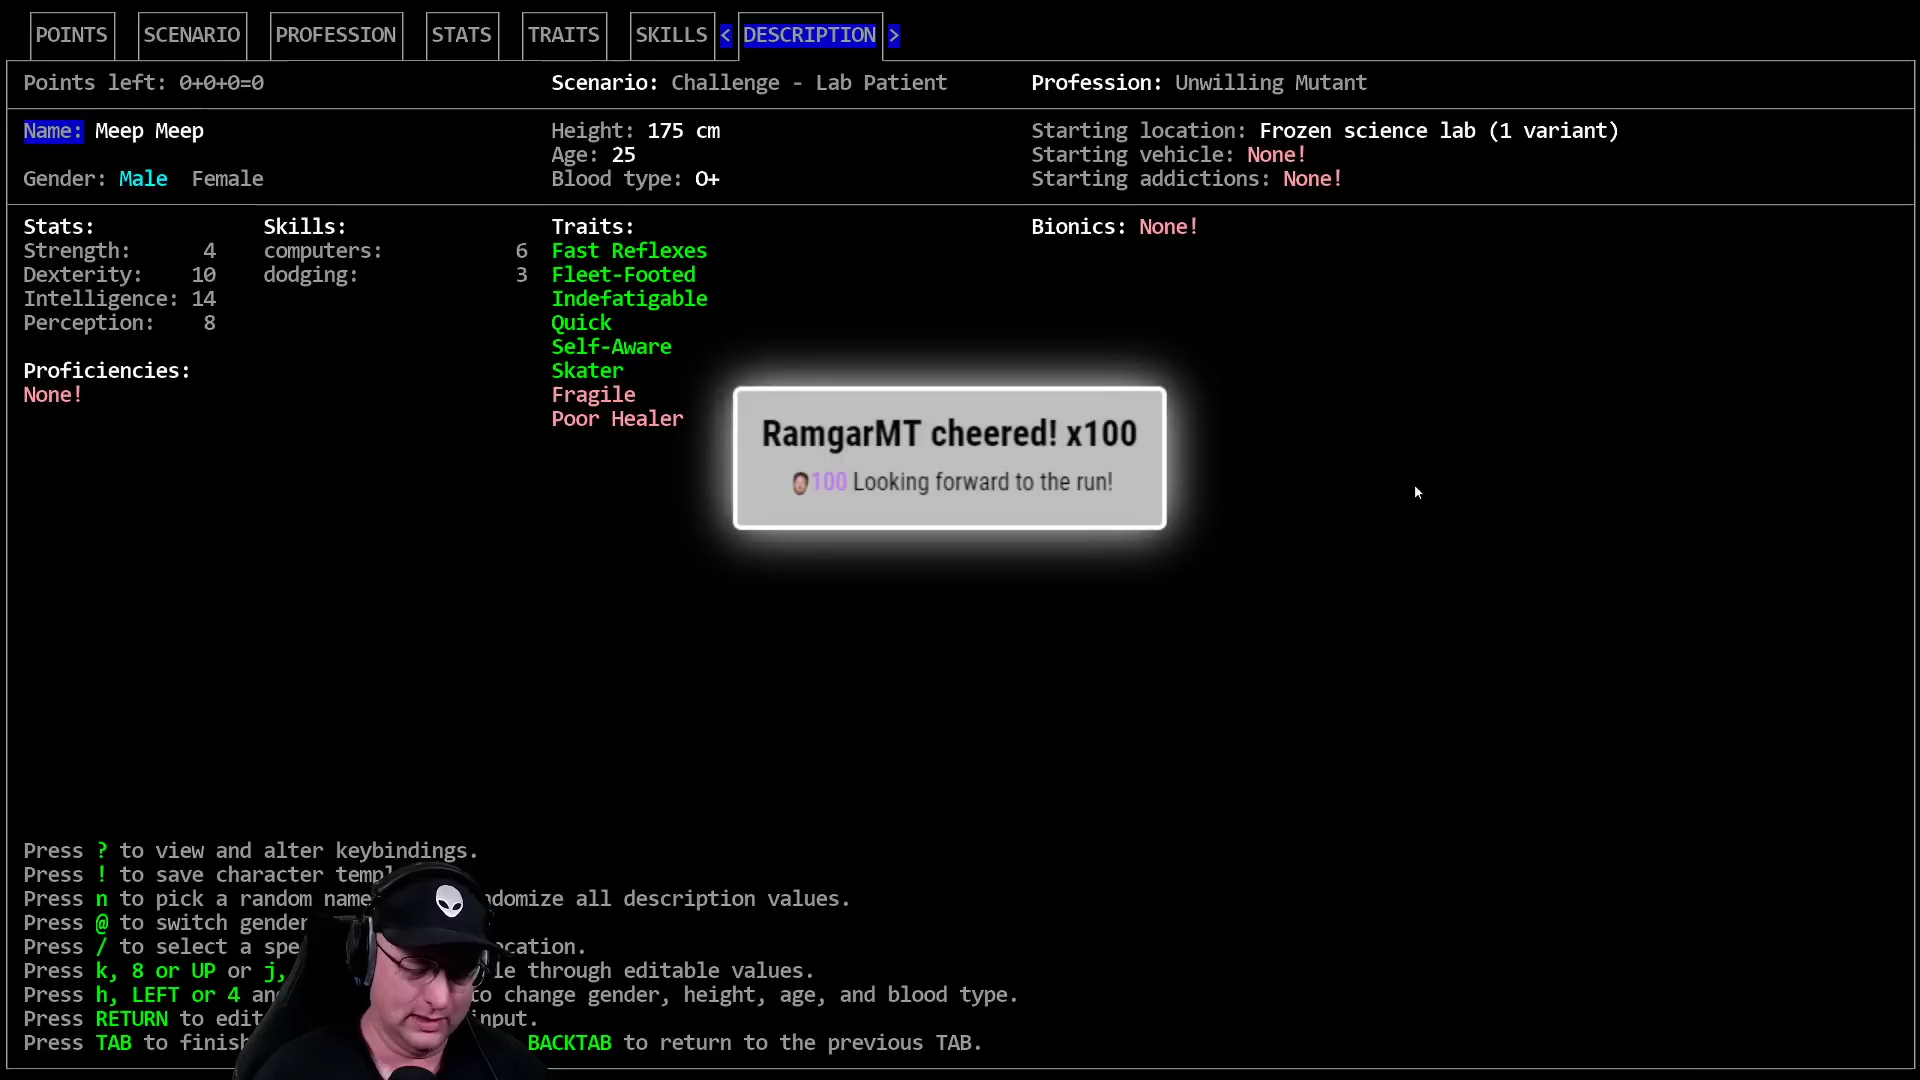 POINTS SCENARIO PROFESSION STATS TRAITS SKILLS < DESCRIPTION >
Points left: 0+0+0=0 Scenario: Challenge - Lab Patient Profession: Unwilling Mutant
Name: Meep Meep Height: 175 cm Starting location: Frozen science lab (1 variant)
Age: 25 Starting vehicle: None!
Gender: Male Female Blood type: O+ Starting addictions: None!
Stats: Skills: Traits: Bionics: None!
Strength: 4 computers: 6 Fast Reflexes
Dexterity: 10 dodging: 3 Fleet-Footed
Intelligence: 14 Indefatigable
Perception: 8 Quick
Self-Aware
Proficiencies: Skater
None! Fragile
Poor Healer
RamgarMT cheered! x100
100 Looking forward to the run!
Press ? to view and alter keybindings.
Press ! to save character templ
Press n to pick a random name ndomize all description values.
Press @ to switch gender
Press / to select a spe cation.
Press k, 8 or UP or j, le through editable values.
Press h, LEFT or 4 an to change gender, height, age, and blood type.
Press RETURN to edit input.
Press TAB to finish BACKTAB to return to the previous TAB.